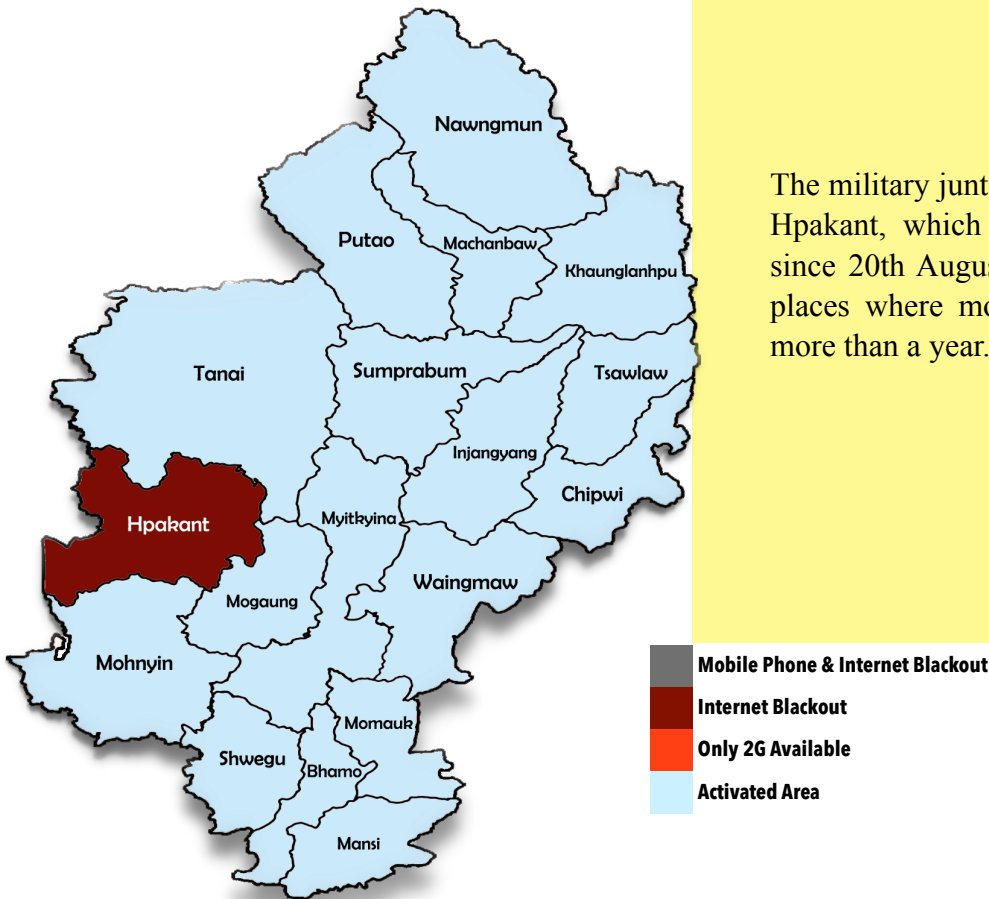 Nawngmun
Putao
Machanbaw
Khaunglanhpu
Tanai
Sumprabum
Tsawlaw
Injangyang
Chipwi
Hpakant
Myitkyina
Waingmaw
Mogaung
Mohnyin
Momauk
Shwegu
Bhamo
Mansi
The military junt
Hpakant, which
since 20th Augus
places where mo
more than a year.
Mobile Phone & Internet Blackout
Internet Blackout
Only 2G Available
Activated Area